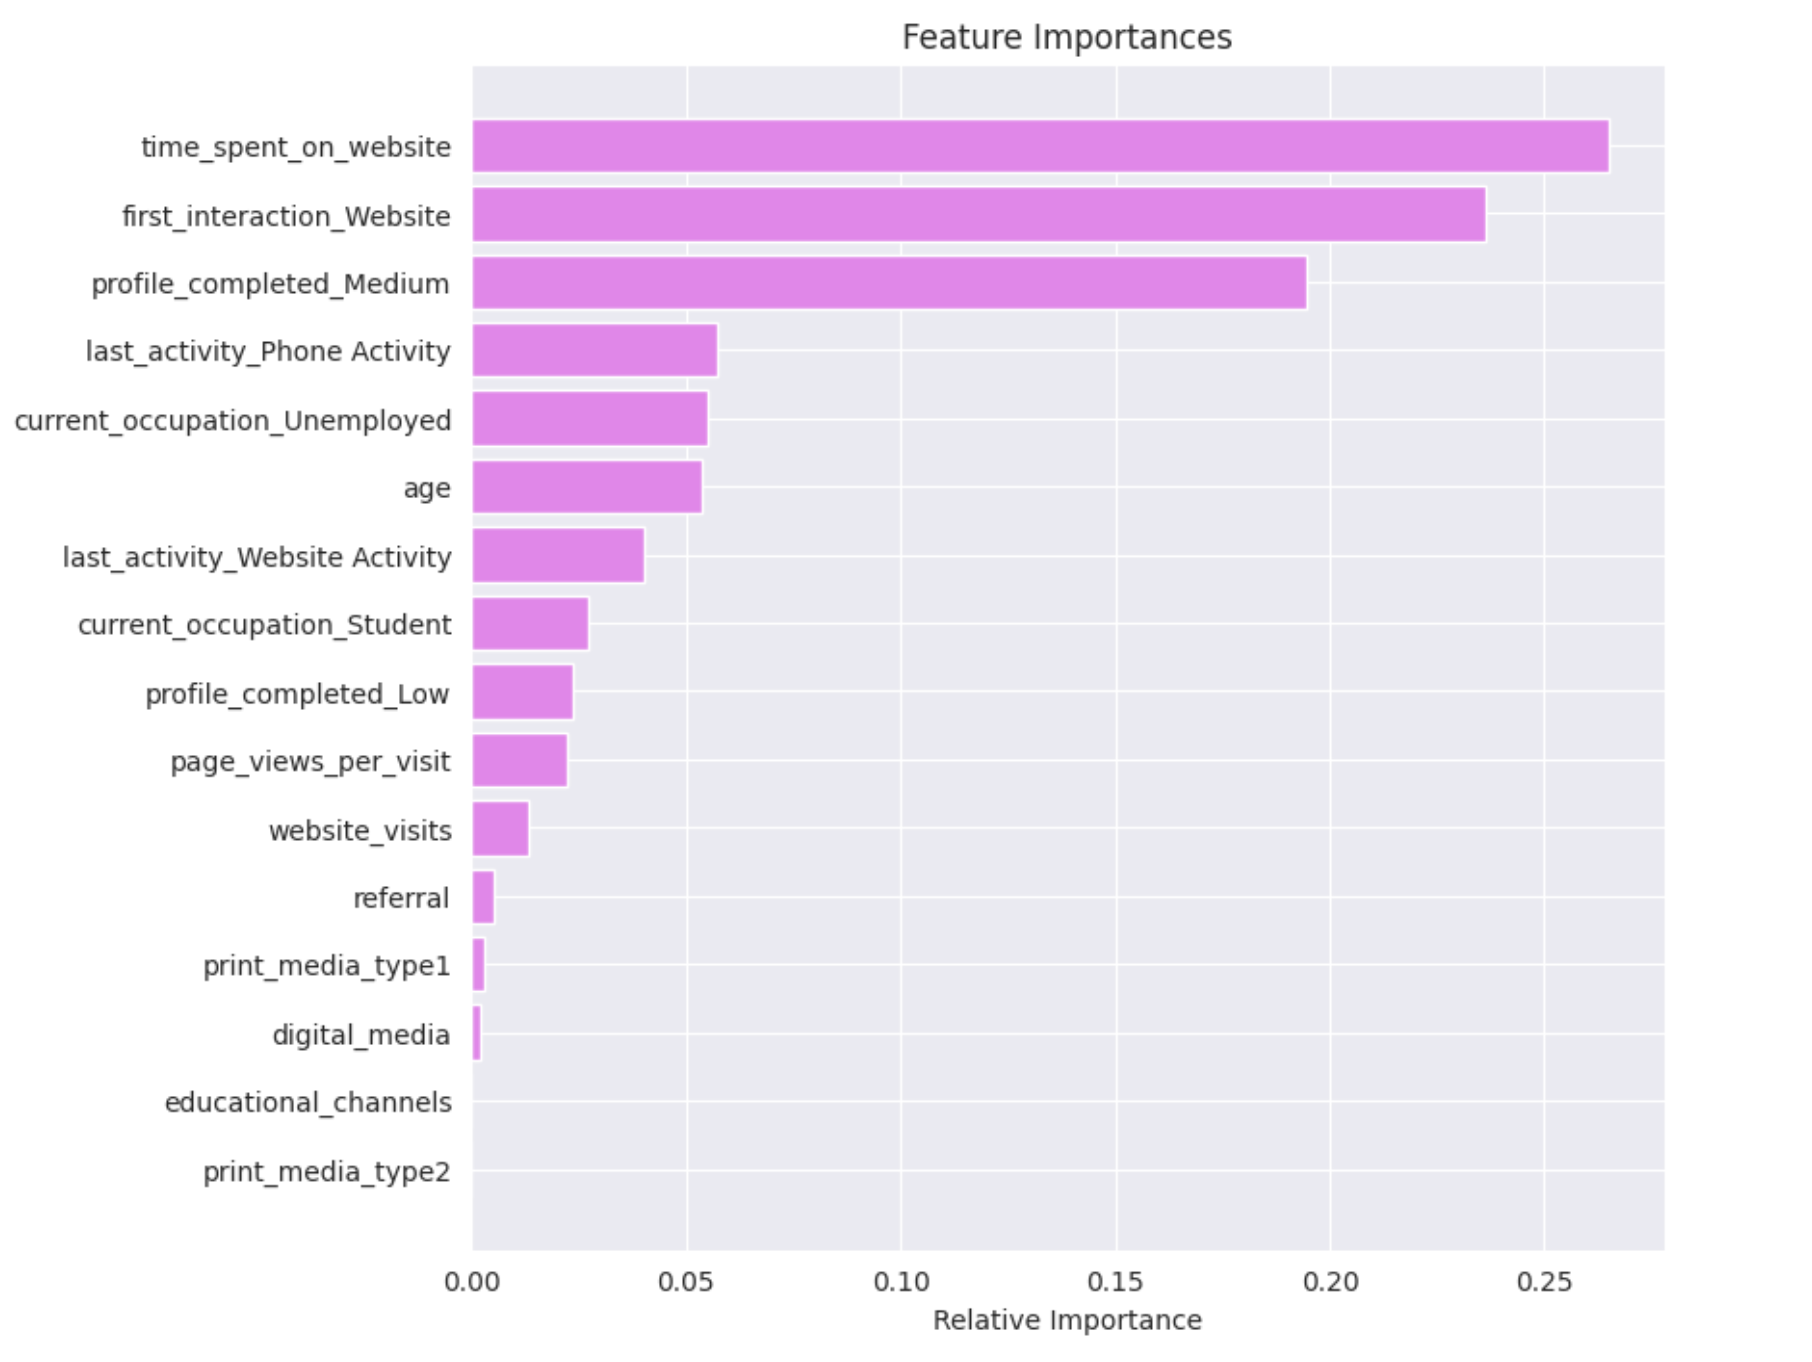 Feature Importances
time_spent_on_website
first_interaction_Website
profile_completed_Medium
last_activity_Phone Activity
current_occupation_Unemployed
age
last_activity_Website Activity
current_occupation_Student
profile_completed_Low
page_views_per_visit
website_visits
referral
print_media_type1
digital_media
educational_channels
print_media_type2
0.00 0.05 0.10 0.15 0.20 0.25
Relative Importance